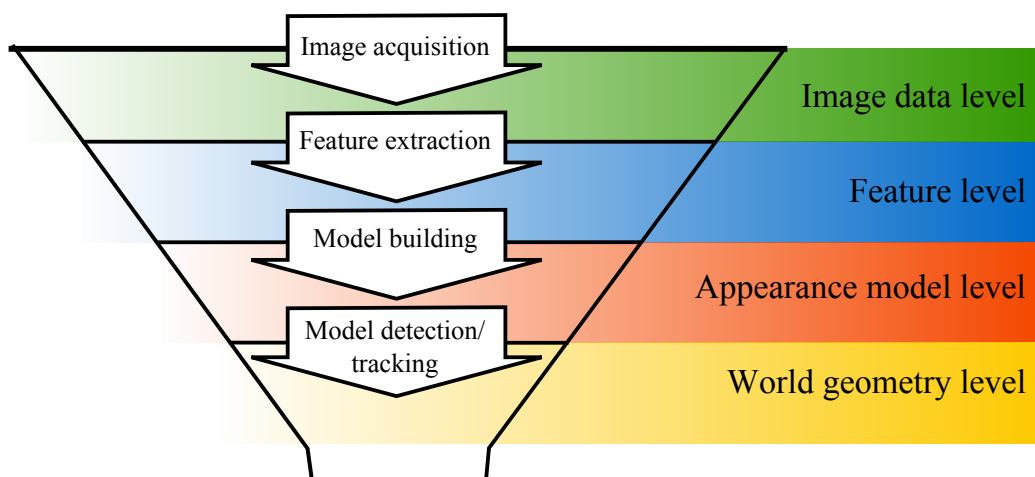 Image acquisition
Image data level
Feature extraction
Feature level
Model building
Appearance model level
Model detection/
tracking
World geometry level